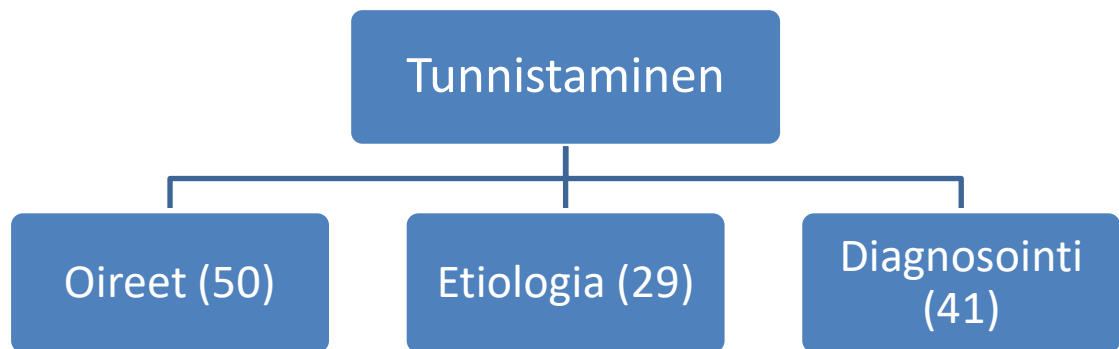 Tunnistaminen
Oireet (50)
Etiologia (29)
Diagnosointi
(41)